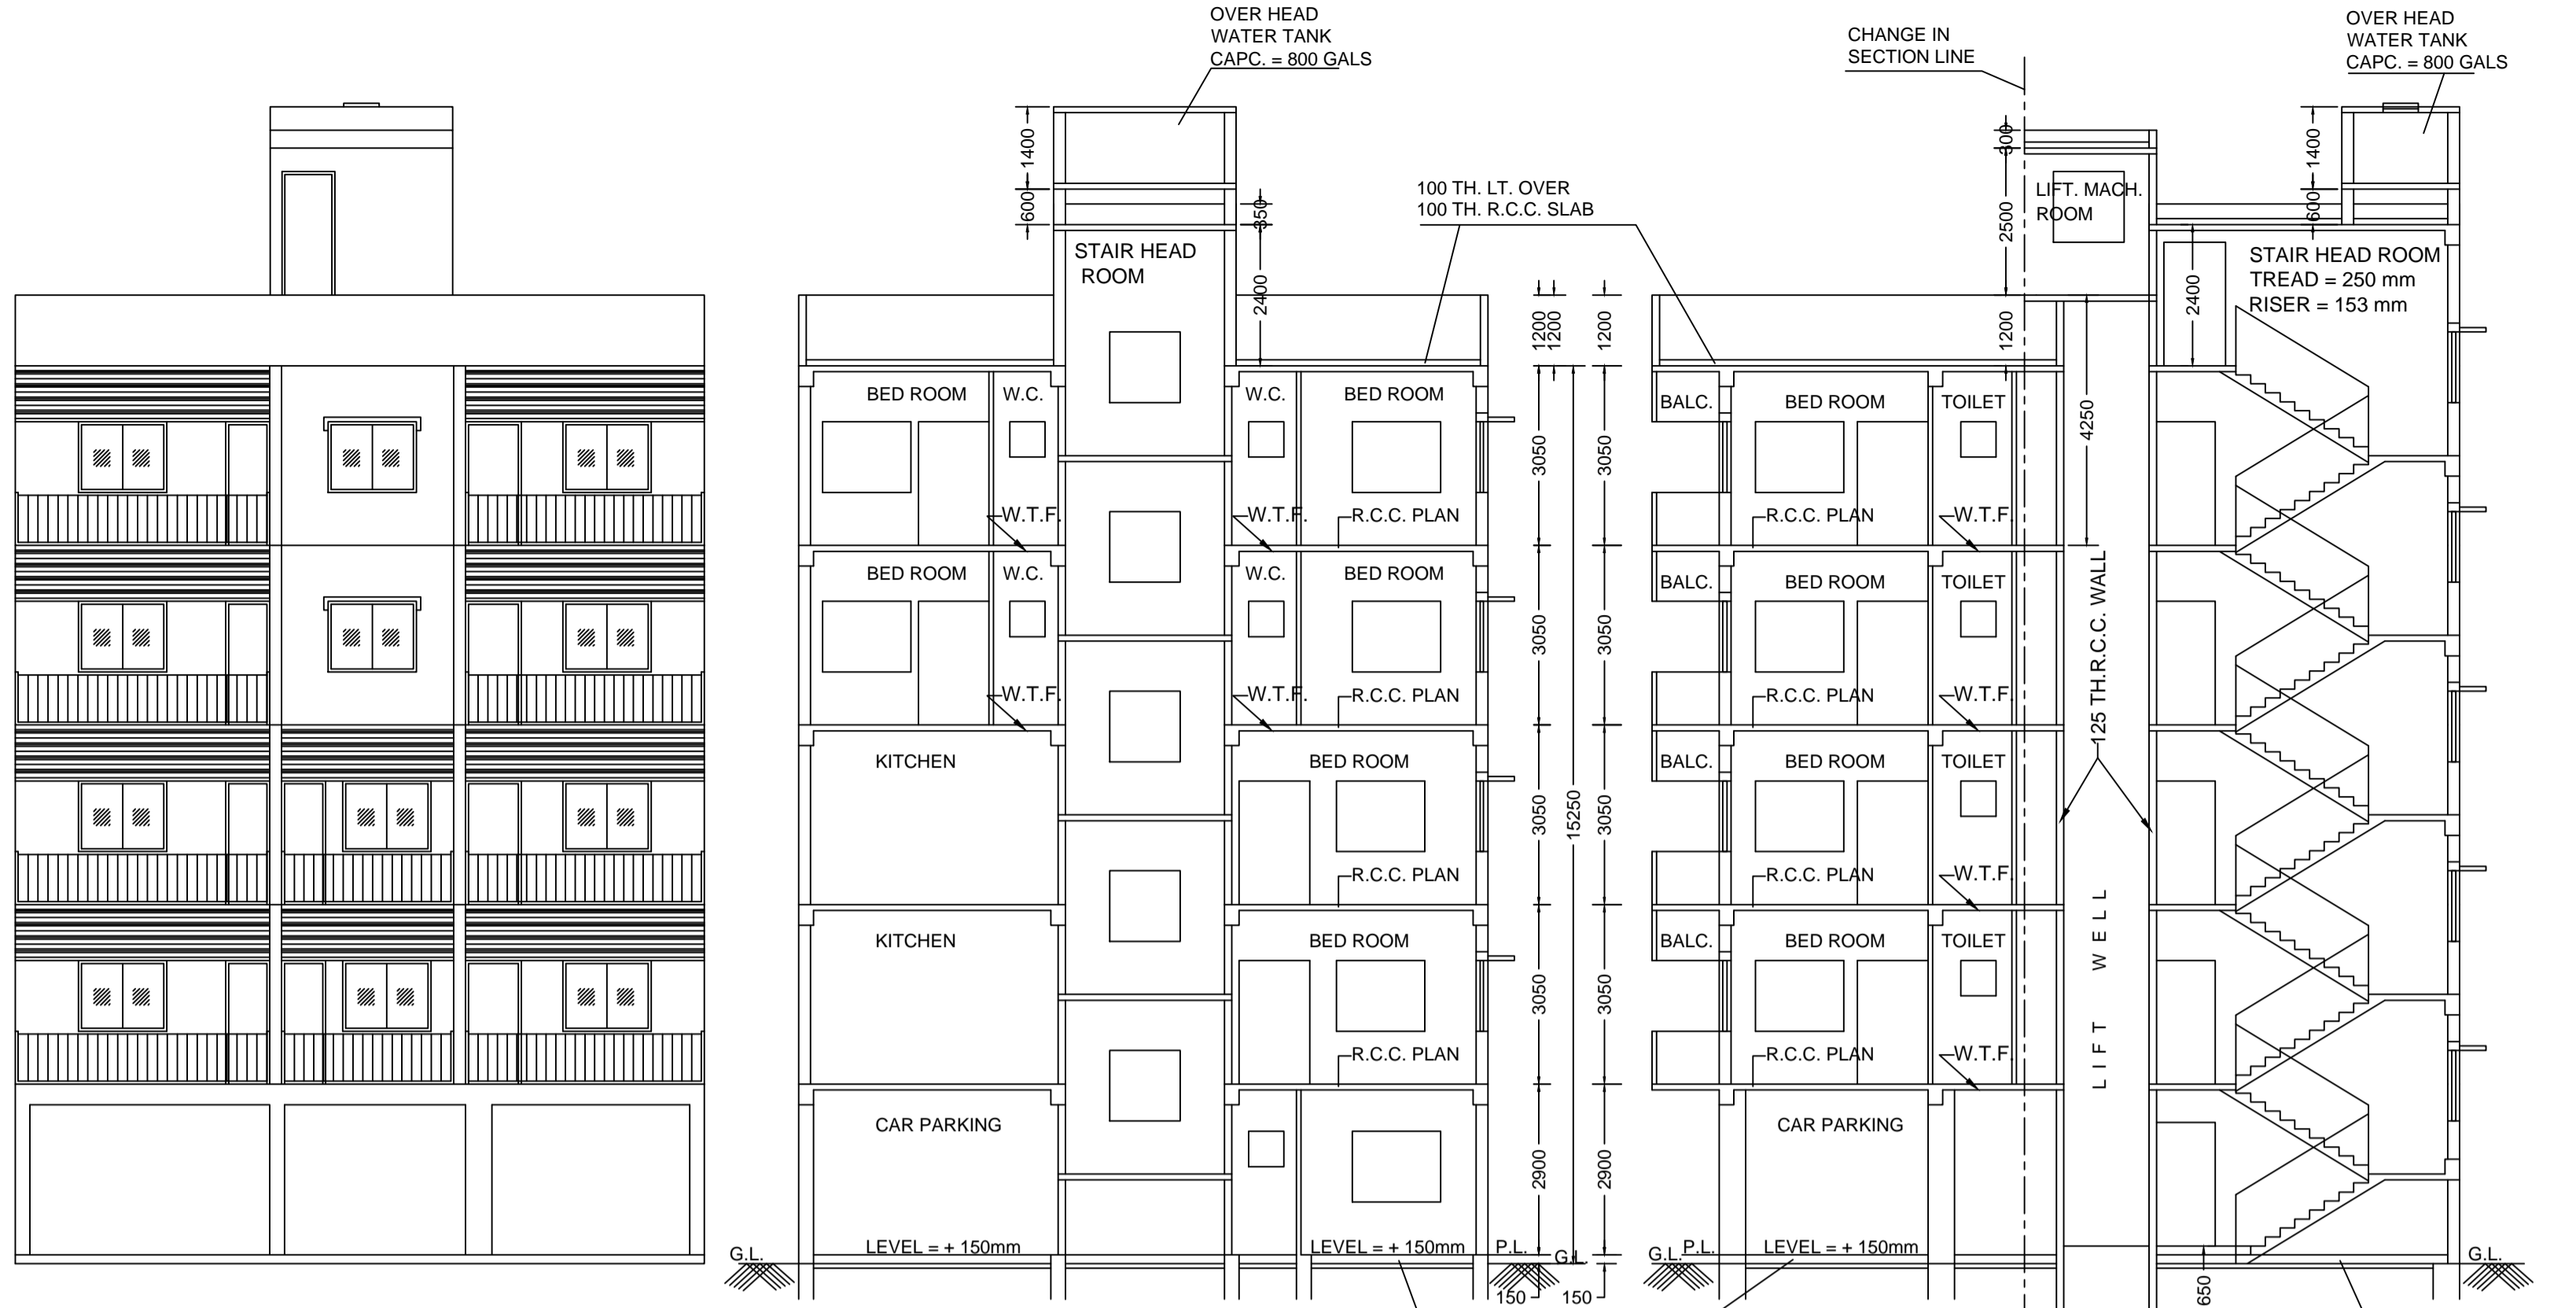 OVER HEAD
WATER TANK
CAPC. = 800 GALS
1400
600
350
STAIR HEAD
ROOM
2400
100 TH. LT. OVER
100 TH. R.C.C. SLAB
1200
1200
1200
BED ROOM
W.C.
W.C.
BED ROOM
W.T.F.
W.T.F.
R.C.C. PLAN
3050
3050
BED ROOM
W.C.
W.C.
BED ROOM
W.T.F.
W.T.F.
R.C.C. PLAN
3050
3050
KITCHEN
BED ROOM
R.C.C. PLAN
3050
15250
3050
KITCHEN
BED ROOM
R.C.C. PLAN
3050
3050
CAR PARKING
2900
2900
G.L.
LEVEL = + 150mm
LEVEL = + 150mm
P.L.
G.L.
150
150
CHANGE IN
SECTION LINE
OVER HEAD
WATER TANK
CAPC. = 800 GALS
300
1400
2500
LIFT. MACH.
ROOM
600
STAIR HEAD ROOM
TREAD = 250 mm
RISER = 153 mm
2400
1200
4250
BALC.
BED ROOM
TOILET
R.C.C. PLAN
W.T.F.
BALC.
BED ROOM
TOILET
R.C.C. PLAN
W.T.F.
125 TH.R.C.C. WALL
BALC.
BED ROOM
TOILET
R.C.C. PLAN
W.T.F.
LIFT WELL
BALC.
BED ROOM
TOILET
R.C.C. PLAN
W.T.F.
CAR PARKING
G.L.
P.L.
LEVEL = + 150mm
G.L.
650